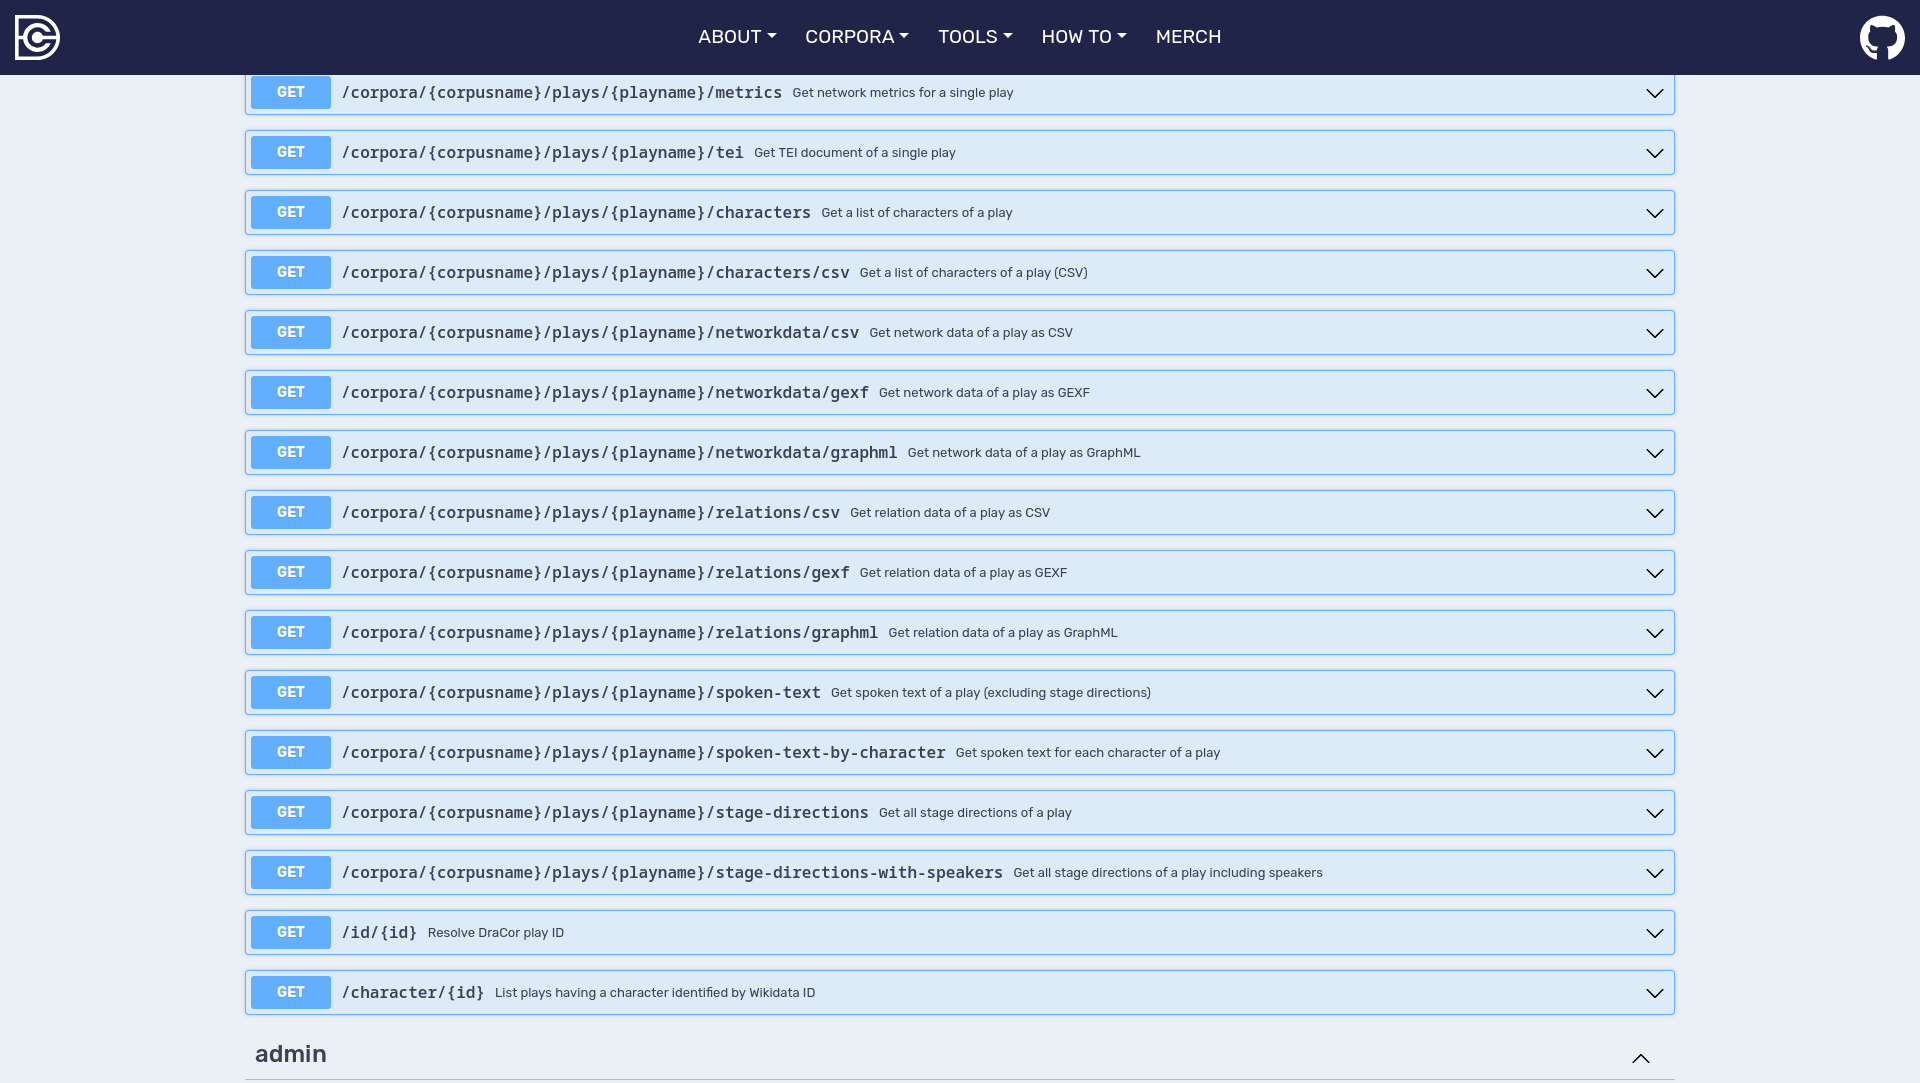 ABOUT CORPORA TOOLS HOW TO MERCH
GET /corpora/{corpusname}/plays/{playname}/metrics Get network metrics for a single play
GET /corpora/{corpusname}/plays/{playname}/tei Get TEI document of a single play
GET /corpora/{corpusname}/plays/{playname}/characters Get a list of characters of a play
GET /corpora/{corpusname}/plays/{playname}/characters/csv Get a list of characters of a play (CSV)
GET /corpora/{corpusname}/plays/{playname}/networkdata/csv Get network data of a play as CSV
GET /corpora/{corpusname}/plays/{playname}/networkdata/gexf Get network data of a play as GEXF
GET /corpora/{corpusname}/plays/{playname}/networkdata/graphml Get network data of a play as GraphML
GET /corpora/{corpusname}/plays/{playname}/relations/csv Get relation data of a play as CSV
GET /corpora/{corpusname}/plays/{playname}/relations/gexf Get relation data of a play as GEXF
GET /corpora/{corpusname}/plays/{playname}/relations/graphml Get relation data of a play as GraphML
GET /corpora/{corpusname}/plays/{playname}/spoken-text Get spoken text of a play (excluding stage directions)
GET /corpora/{corpusname}/plays/{playname}/spoken-text-by-character Get spoken text for each character of a play
GET /corpora/{corpusname}/plays/{playname}/stage-directions Get all stage directions of a play
GET /corpora/{corpusname}/plays/{playname}/stage-directions-with-speakers Get all stage directions of a play including speakers
GET /id/{id} Resolve DraCor play ID
GET /character/{id} List plays having a character identified by Wikidata ID
admin